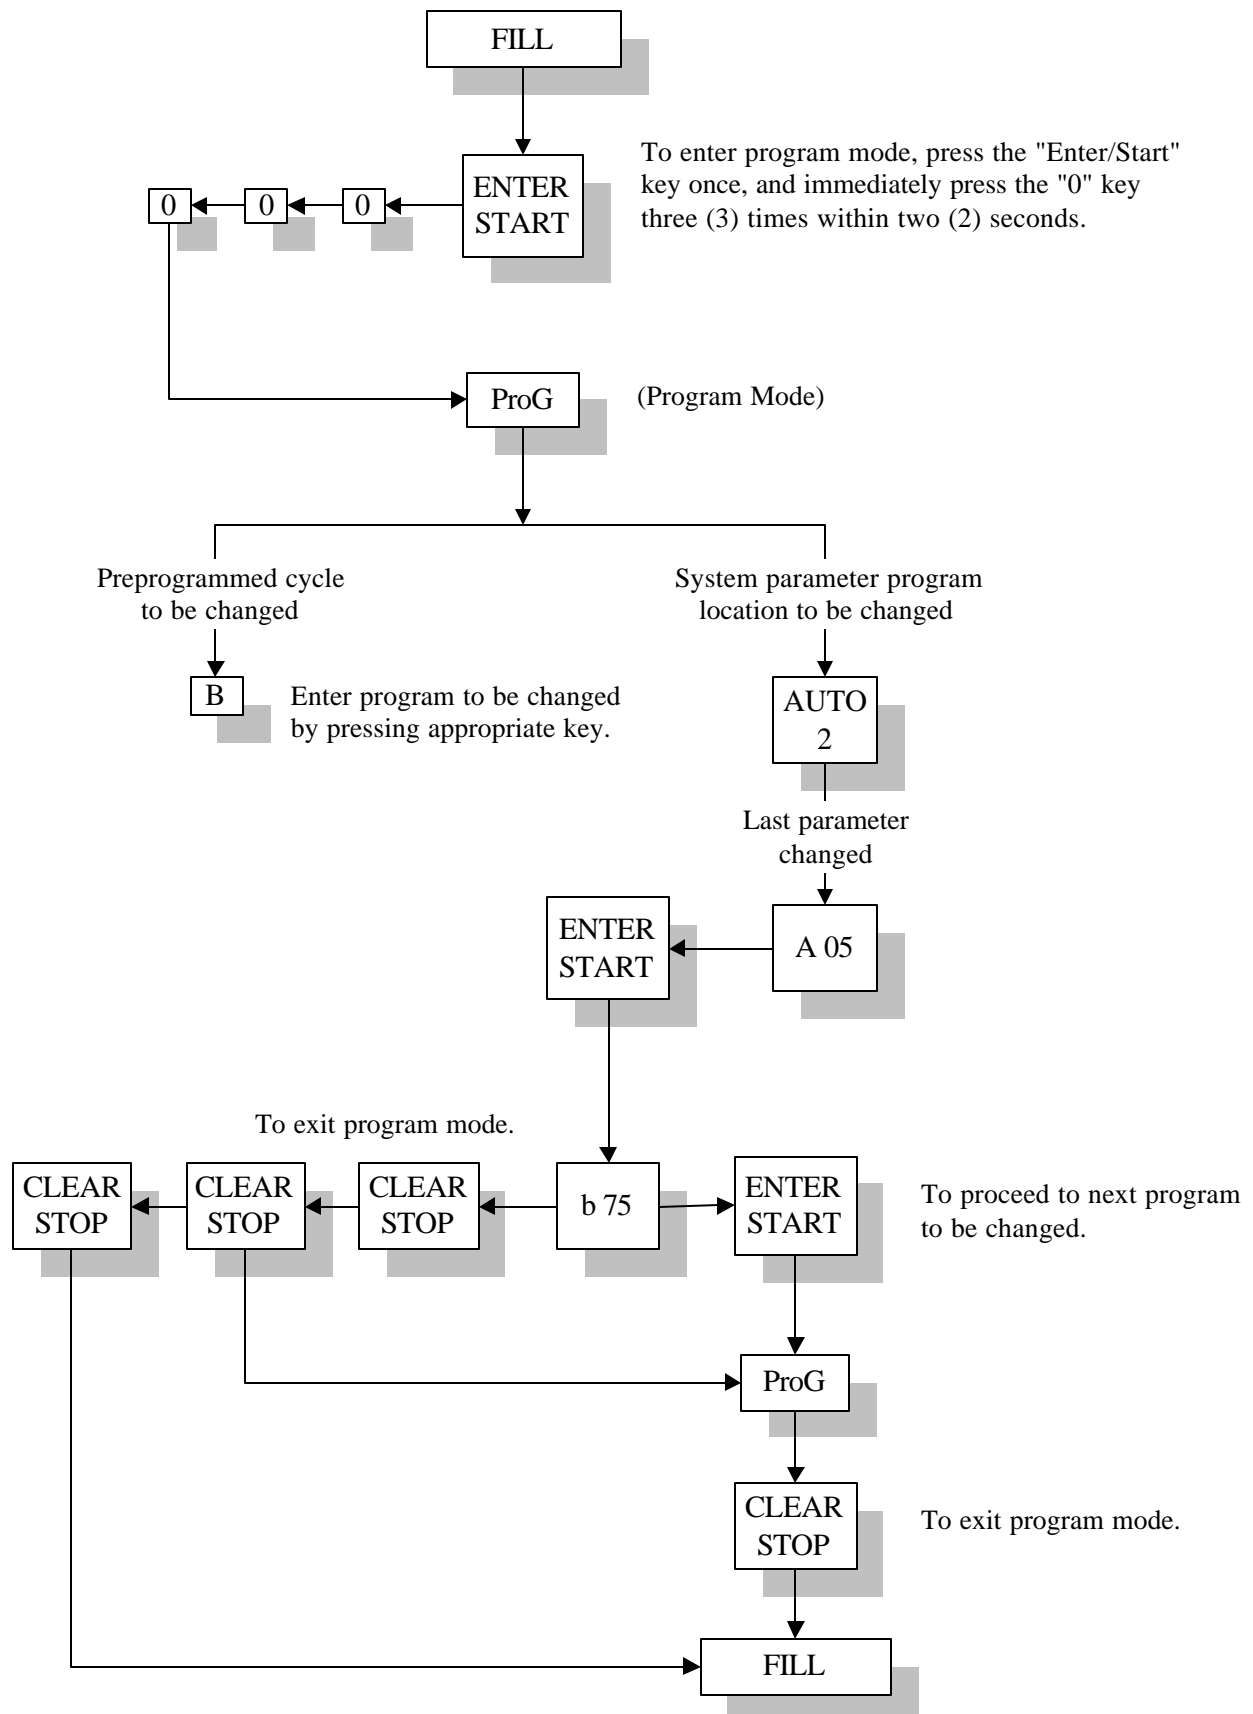 FILL
ENTER
START
To enter program mode, press the "Enter/Start"
key once, and immediately press the "0" key
three (3) times within two (2) seconds.
0
0
0
ProG
(Program Mode)
Preprogrammed cycle
to be changed
System parameter program
location to be changed
B
Enter program to be changed
by pressing appropriate key.
AUTO
2
Last parameter
changed
ENTER
START
A 05
To exit program mode.
CLEAR
STOP
CLEAR
STOP
CLEAR
STOP
b 75
ENTER
START
To proceed to next program
to be changed.
ProG
CLEAR
STOP
To exit program mode.
FILL